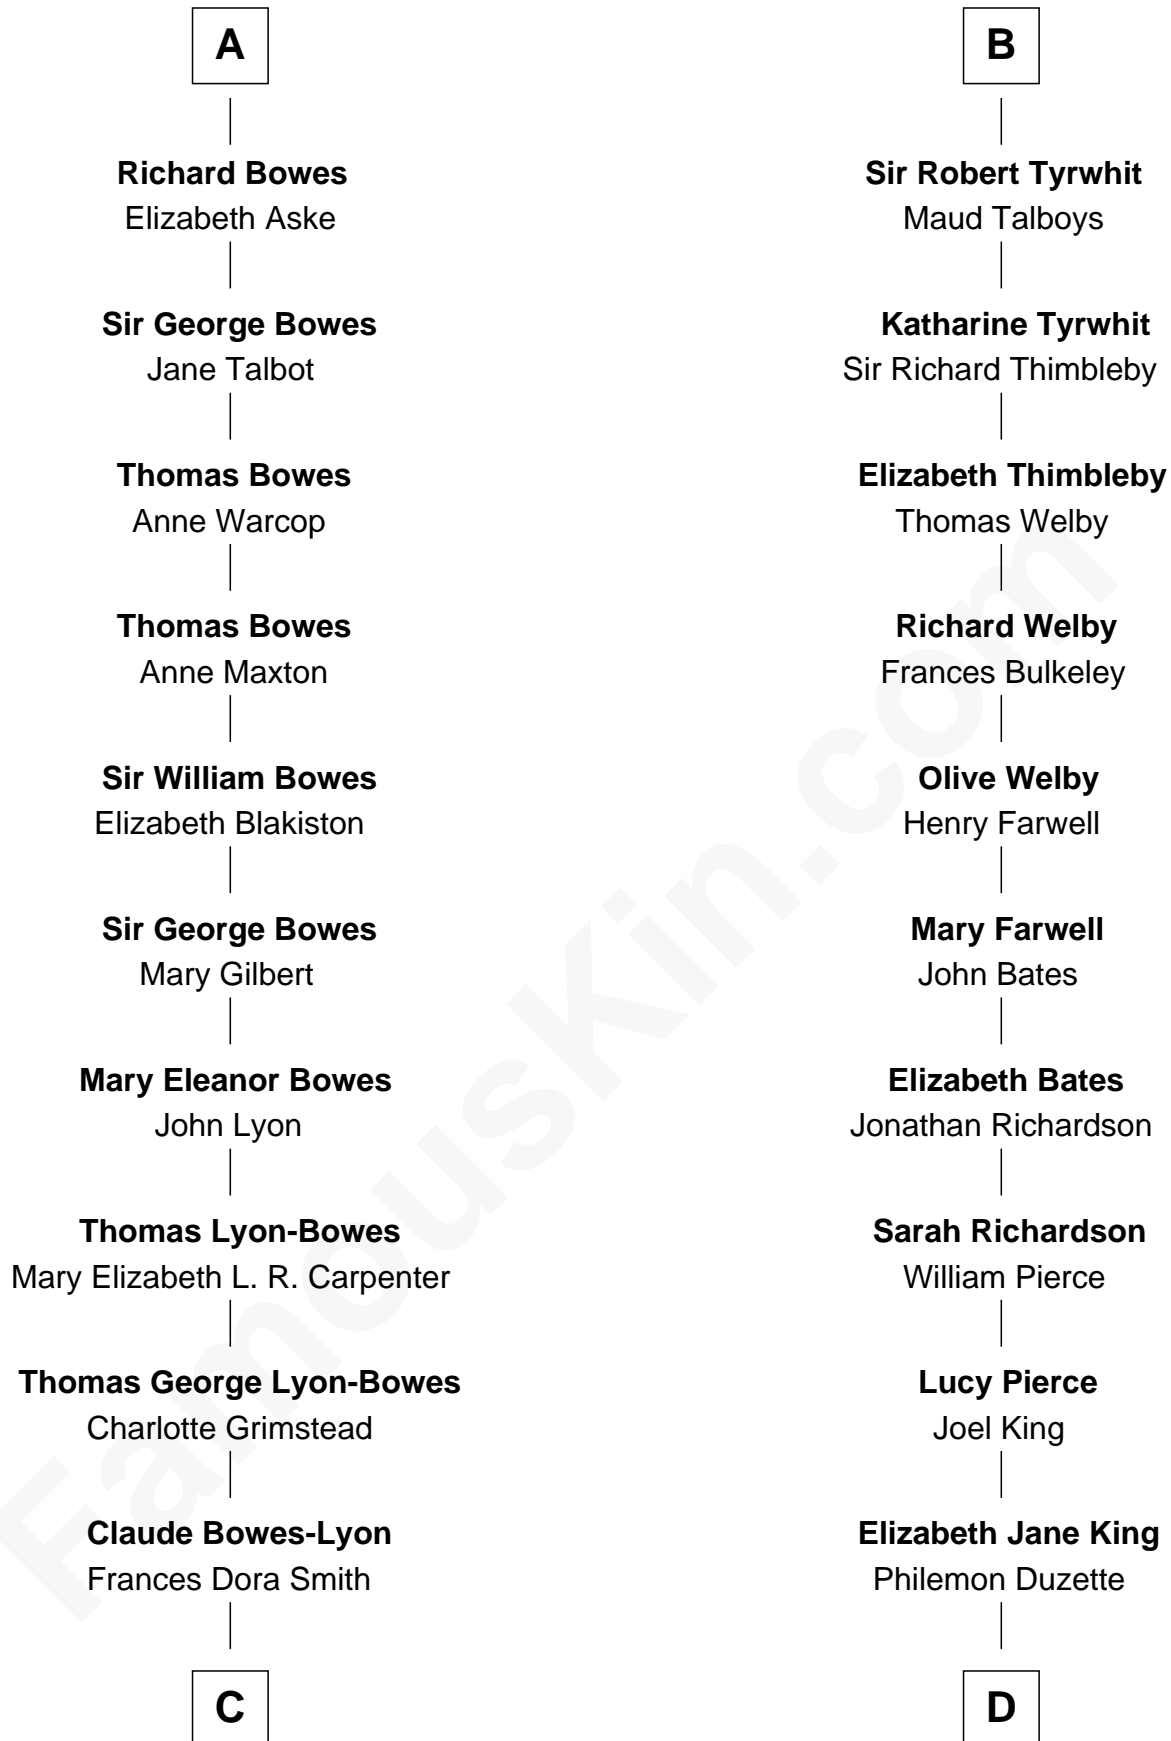 A
Richard Bowes
Elizabeth Aske
Sir George Bowes
Jane Talbot
Thomas Bowes
Anne Warcop
Thomas Bowes
Anne Maxton
Sir William Bowes
Elizabeth Blakiston
Sir George Bowes
Mary Gilbert
Mary Eleanor Bowes
John Lyon
Thomas Lyon-Bowes
Mary Elizabeth L. R. Carpenter
Thomas George Lyon-Bowes
Charlotte Grimstead
Claude Bowes-Lyon
Frances Dora Smith
C
B
Sir Robert Tyrwhit
Maud Talboys
Katharine Tyrwhit
Sir Richard Thimbleby
Elizabeth Thimbleby
Thomas Welby
Richard Welby
Frances Bulkeley
Olive Welby
Henry Farwell
Mary Farwell
John Bates
Elizabeth Bates
Jonathan Richardson
Sarah Richardson
William Pierce
Lucy Pierce
Joel King
Elizabeth Jane King
Philemon Duzette
D
FamousKin.com